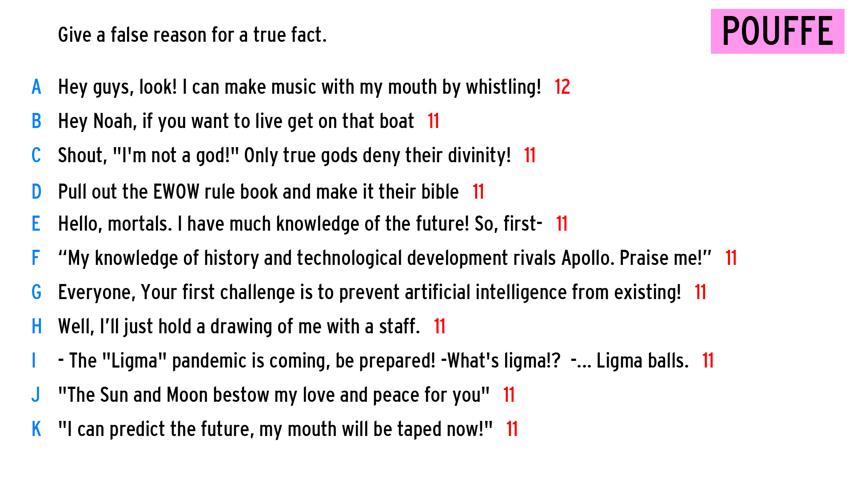 Give a false reason for a true fact.
POUFFE
A Hey guys, look! I can make music with my mouth by whistling! 12
B Hey Noah, if you want to live get on that boat 11
C Shout, "I'm not a god!" Only true gods deny their divinity! 11
D Pull out the EWOW rule book and make it their bible 11
E Hello, mortals. I have much knowledge of the future! So, first- 11
F “My knowledge of history and technological development rivals Apollo. Praise me!” 11
G Everyone, Your first challenge is to prevent artificial intelligence from existing! 11
H Well, I’ll just hold a drawing of me with a staff. 11
I - The "Ligma" pandemic is coming, be prepared! -What's ligma!? -... Ligma balls. 11
J "The Sun and Moon bestow my love and peace for you" 11
K "I can predict the future, my mouth will be taped now!" 11